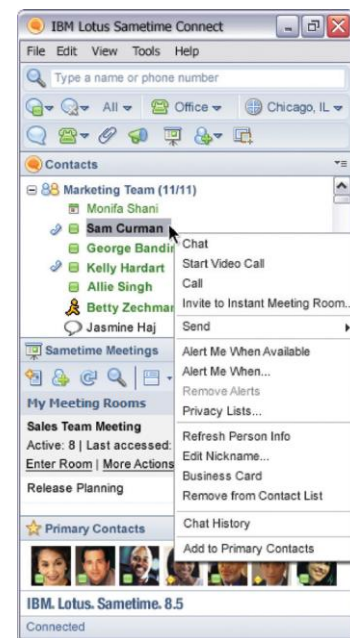 IBM Lotus Sametime Connect
File Edit View Tools Help
Type a name or phone number
All Office Chicago, IL
Contacts
Marketing Team (11/11)
Monifa Shani
Sam Curman
George Bandin
Kelly Hardart
Allie Singh
Betty Zechman
Jasmine Haj
Chat
Start Video Call
Call
Invite to Instant Meeting Room...
Send
Alert Me When Available
Alert Me When...
Remove Alerts
Privacy Lists...
Refresh Person Info
Edit Nickname...
Business Card
Remove from Contact List
Chat History
Add to Primary Contacts
Sametime Meetings
My Meeting Rooms
Sales Team Meeting
Active: 8 | Last accessed:
Enter Room | More Actions
Release Planning
Primary Contacts
IBM. Lotus. Sametime. 8.5
Connected